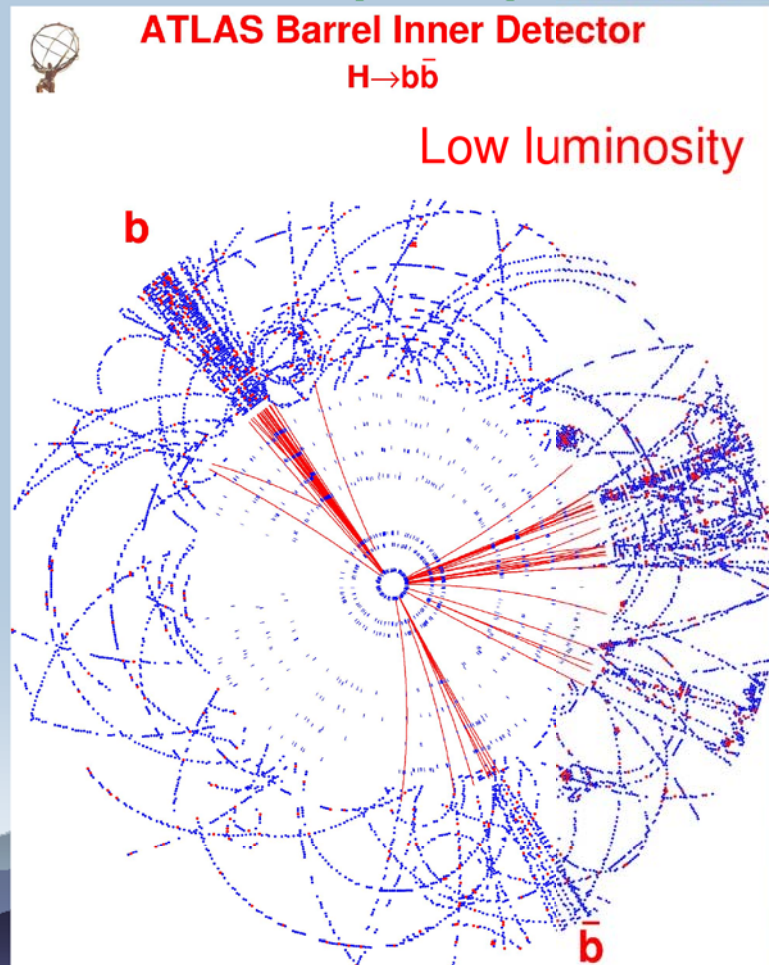 ATLAS Barrel Inner Detector
H→bb̄
Low luminosity
b
b̄